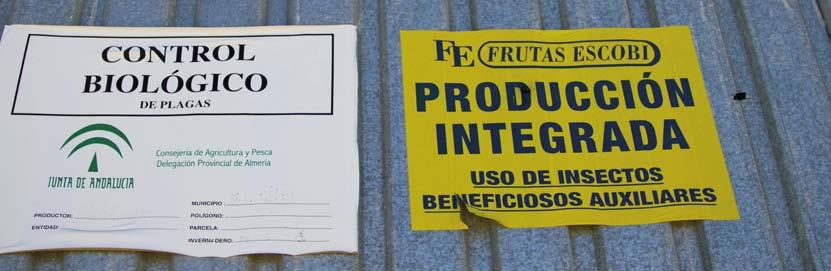 CONTROL
BIOLÓGICO
DE PLAGAS
Consejería de Agricultura y Pesca
Delegación Provincial de Almería
JUNTA DE ANDALUCIA
PRODUCTOR:
ENTIDAD:
MUNICIPIO:
POLÍGONO:
PARCELA:
INVERNADERO:
FE FRUTAS ESCOBI
PRODUCCIÓN
INTEGRADA
USO DE INSECTOS
BENEFICIOSOS AUXILIARES